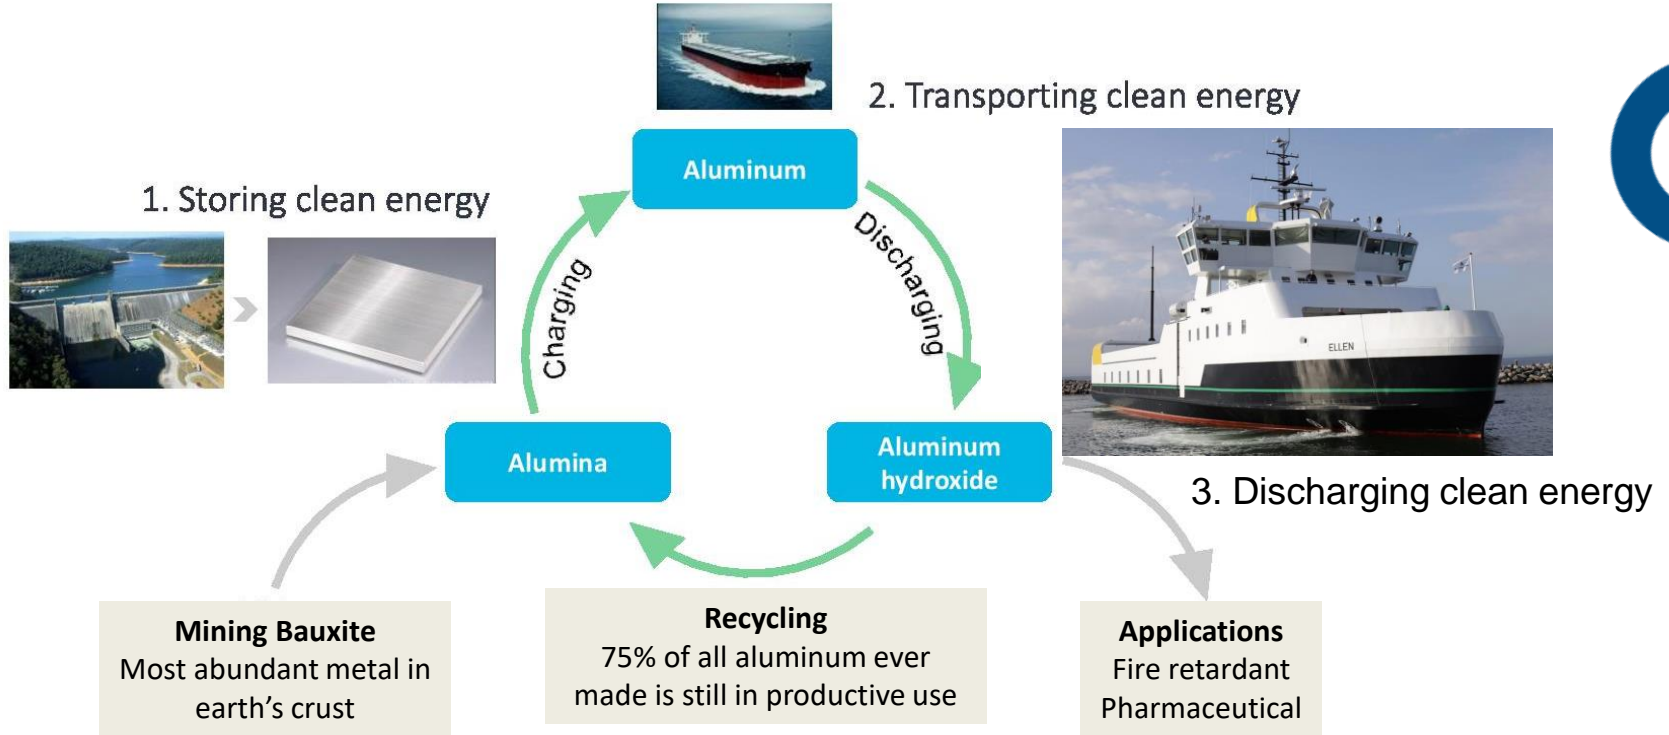 2. Transporting clean energy
Aluminum
1. Storing clean energy
Charging
Discharging
ELLEN
Alumina
Aluminum
hydroxide
3. Discharging clean energy
Mining Bauxite
Most abundant metal in
earth's crust
Recycling
75% of all aluminum ever
made is still in productive use
Applications
Fire retardant
Pharmaceutical